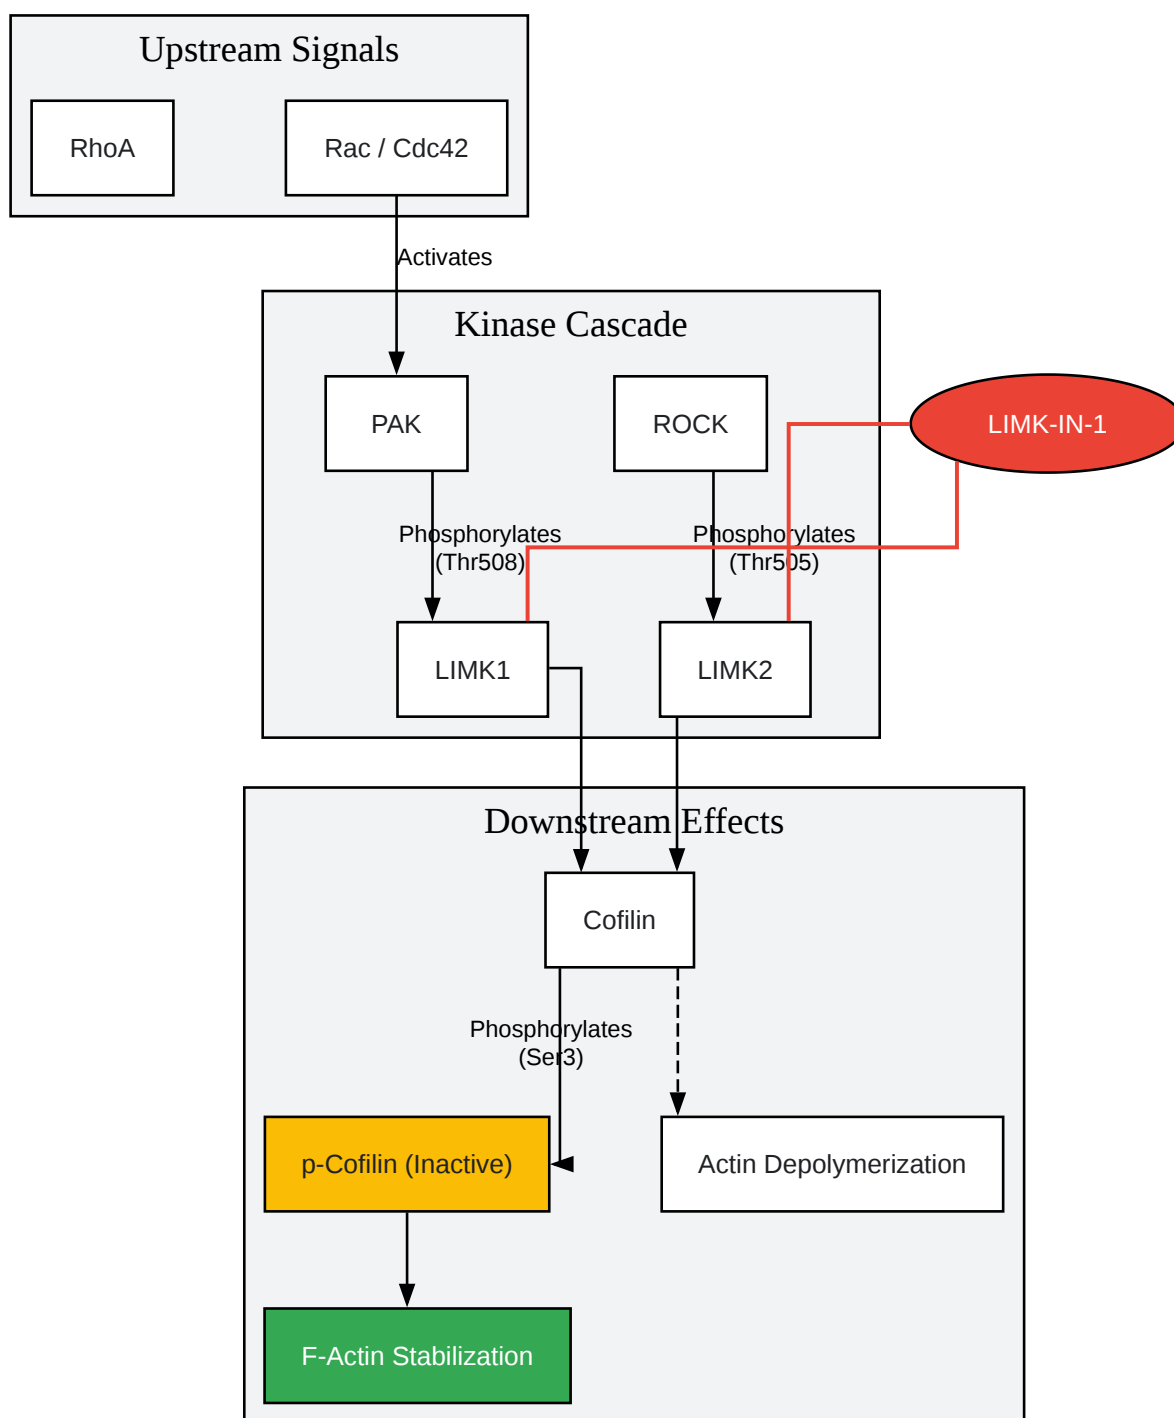 Upstream Signals
RhoA
Rac / Cdc42
Activates
Kinase Cascade
PAK
ROCK
LIMK-IN-1
Phosphorylates
(Thr508)
Phosphorylates
(Thr505)
LIMK1
LIMK2
Downstream Effects
Cofilin
Phosphorylates
(Ser3)
p-Cofilin (Inactive)
Actin Depolymerization
F-Actin Stabilization